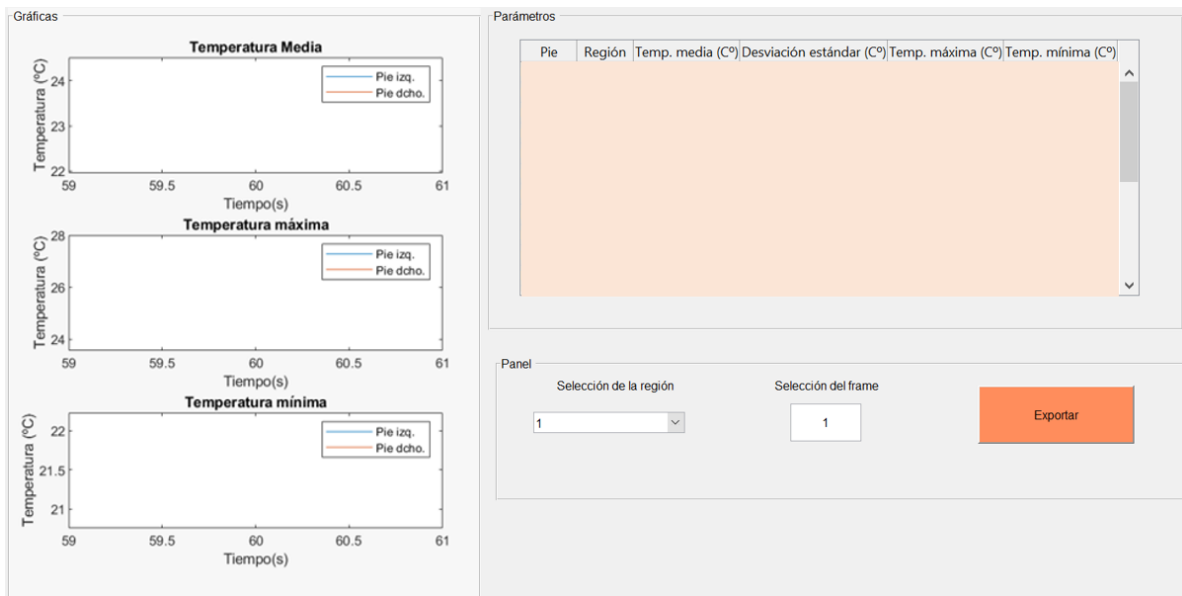 Gráficas
Temperatura Media
Temperatura (ºC)
24
23
22
Pie izq.
Pie dcho.
59 59.5 60 60.5 61
Tiempo(s)
Temperatura máxima
Temperatura (ºC)
28
26
24
Pie izq.
Pie dcho.
59 59.5 60 60.5 61
Tiempo(s)
Temperatura mínima
Temperatura (ºC)
22
21.5
21
Pie izq.
Pie dcho.
59 59.5 60 60.5 61
Tiempo(s)
Parámetros
Pie Región Temp. media (Cº) Desviación estándar (Cº) Temp. máxima (Cº) Temp. mínima (Cº)
Panel
Selección de la región Selección del frame
1 1 Exportar